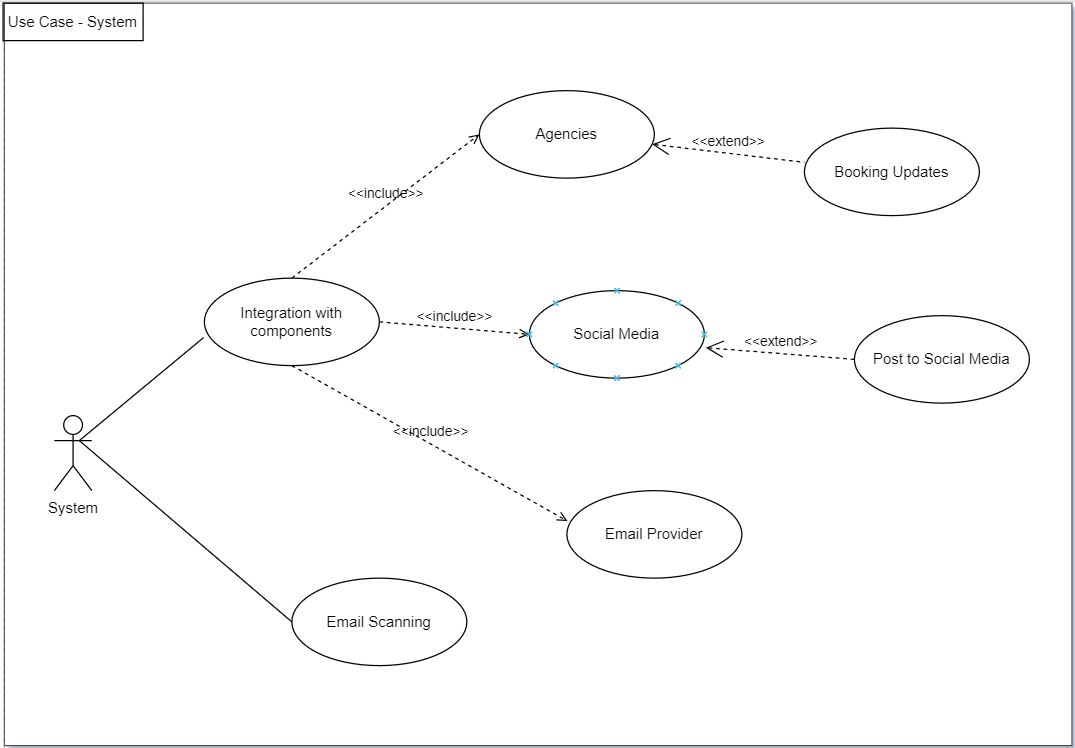 Use Case - System
Agencies
<<extend>>
Booking Updates
<<include>>
Integration with
components
<<include>>
Social Media
<<extend>>
Post to Social Media
<<include>>
System
Email Provider
Email Scanning